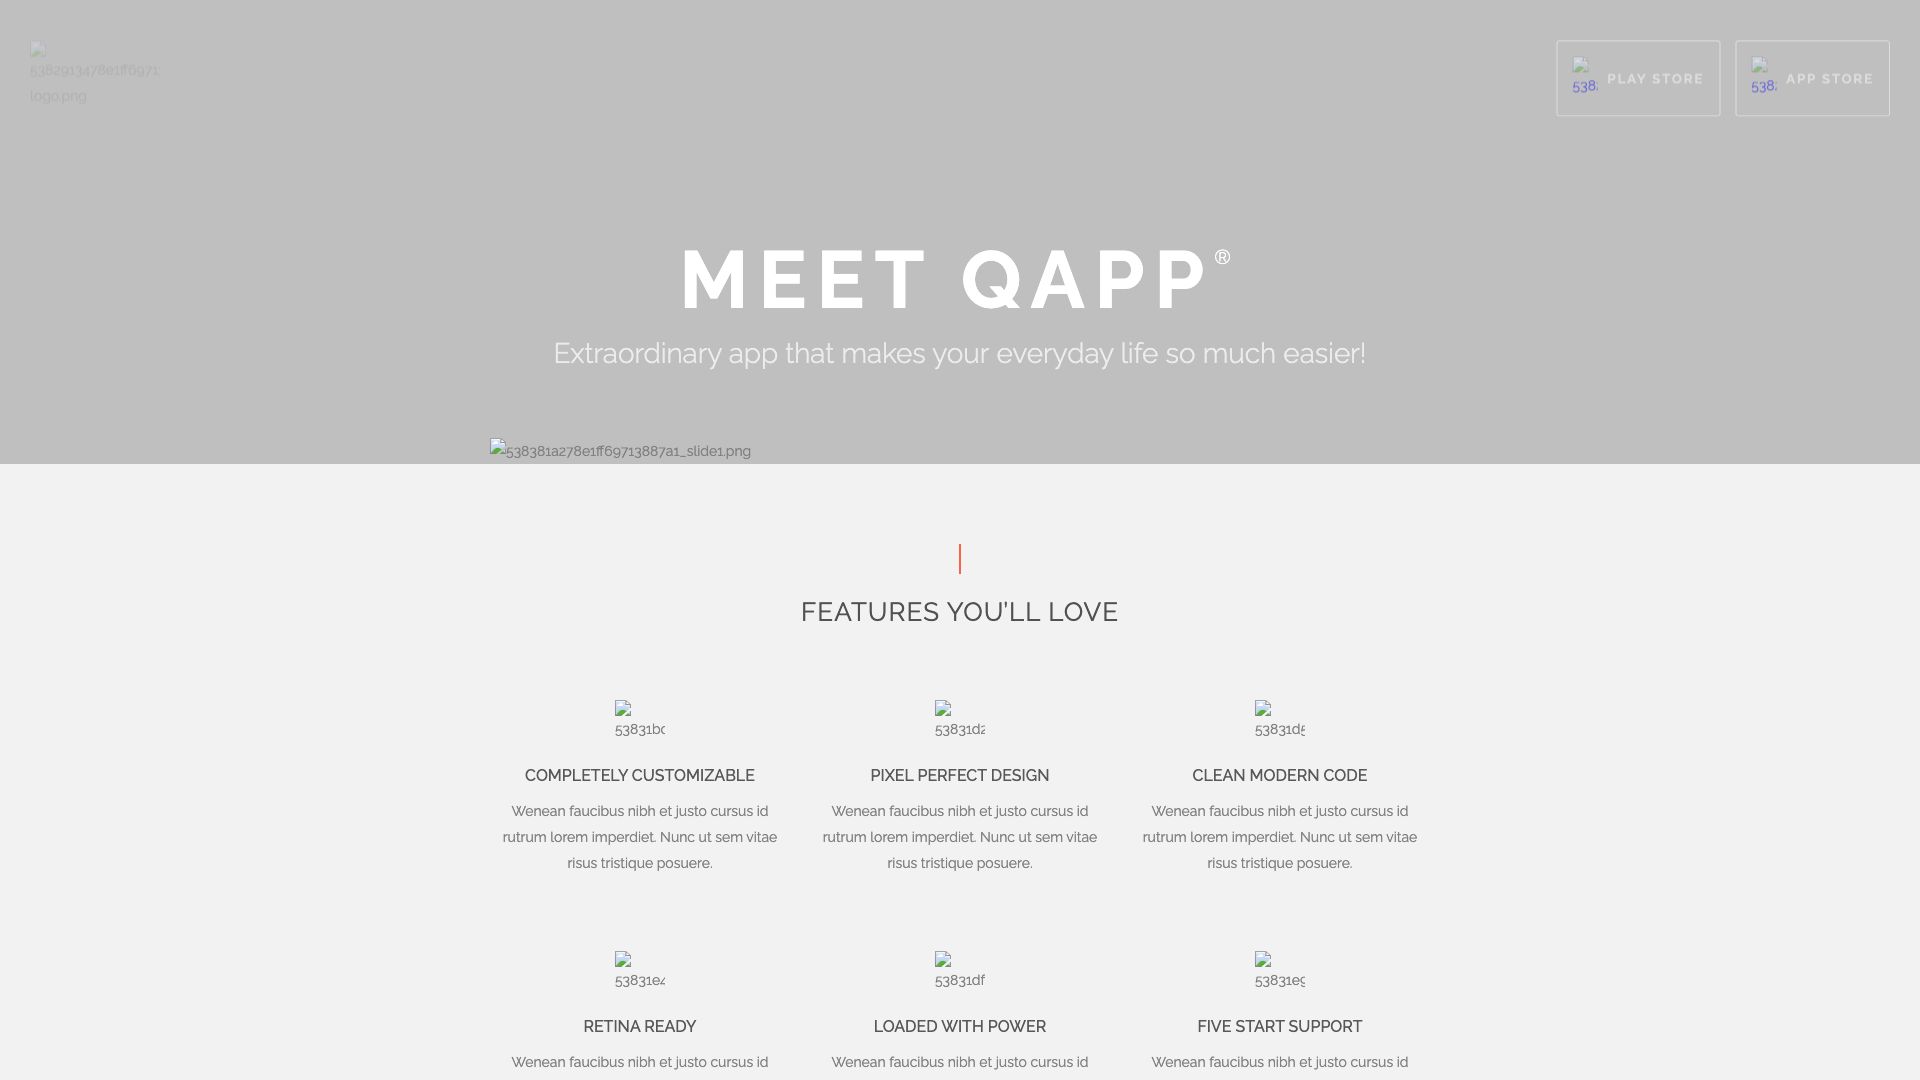 5382913478e1ff6971
logo.png
5382
PLAY STORE
538
APP STORE
MEET QAPP®
Extraordinary app that makes your everyday life so much easier!
538381a278e1ff69713887a1_slide1.png
FEATURES YOU'LL LOVE
53831bc
53831d2
53831d5
COMPLETELY CUSTOMIZABLE
PIXEL PERFECT DESIGN
CLEAN MODERN CODE
Wenean faucibus nibh et justo cursus id
rutrum lorem imperdiet. Nunc ut sem vitae
risus tristique posuere.
Wenean faucibus nibh et justo cursus id
rutrum lorem imperdiet. Nunc ut sem vitae
risus tristique posuere.
Wenean faucibus nibh et justo cursus id
rutrum lorem imperdiet. Nunc ut sem vitae
risus tristique posuere.
53831e4
53831df
53831e9
RETINA READY
LOADED WITH POWER
FIVE START SUPPORT
Wenean faucibus nibh et justo cursus id
Wenean faucibus nibh et justo cursus id
Wenean faucibus nibh et justo cursus id